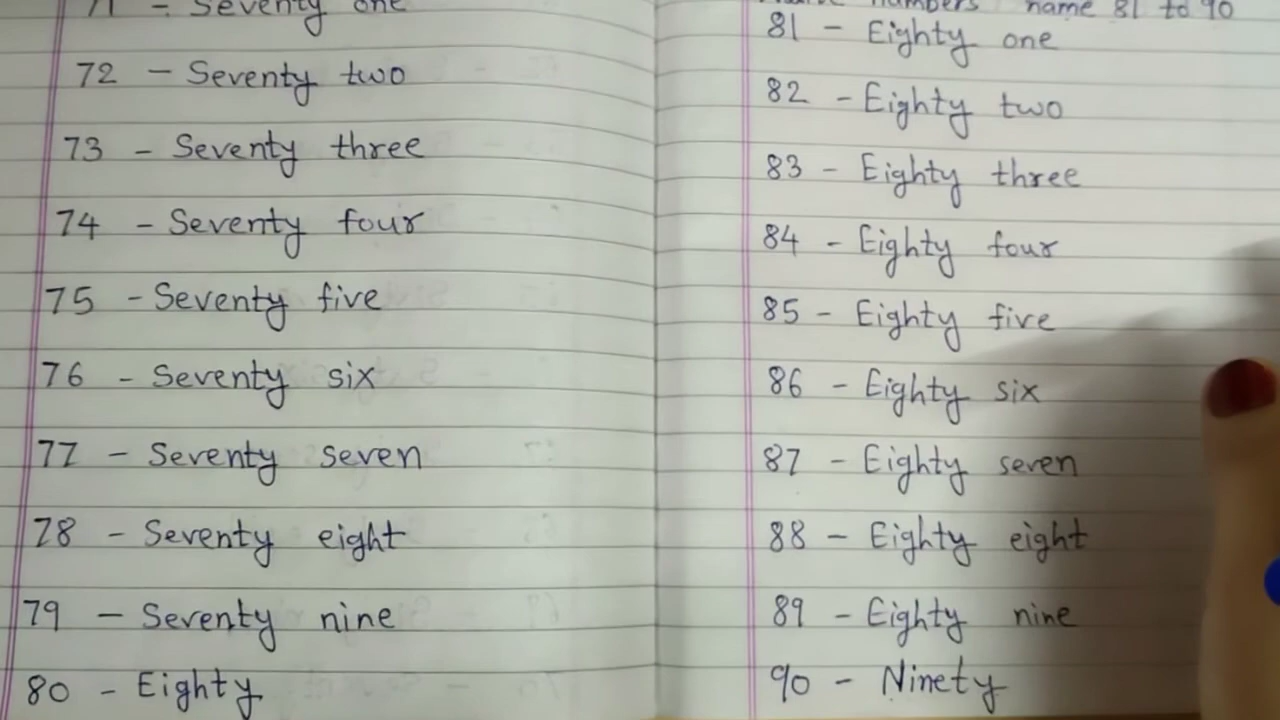 71 - Seventy one
72 - Seventy two
73 - Seventy three
74 - Seventy four
75 - Seventy five
76 - Seventy six
77 - Seventy seven
78 - Seventy eight
79 - Seventy nine
80 - Eighty
numbers name 81 to 90
81 - Eighty one
82 - Eighty two
83 - Eighty three
84 - Eighty four
85 - Eighty five
86 - Eighty six
87 - Eighty seven
88 - Eighty eight
89 - Eighty nine
90 - Ninety